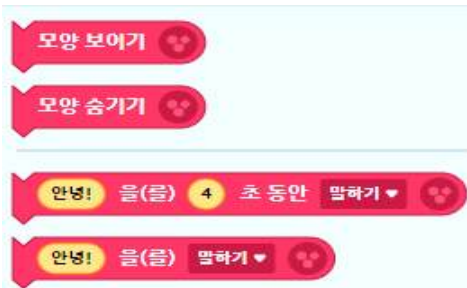 모양 보이기
모양 숨기기
안녕! 을(를) 4 초 동안 말하기
안녕! 을(를) 말하기